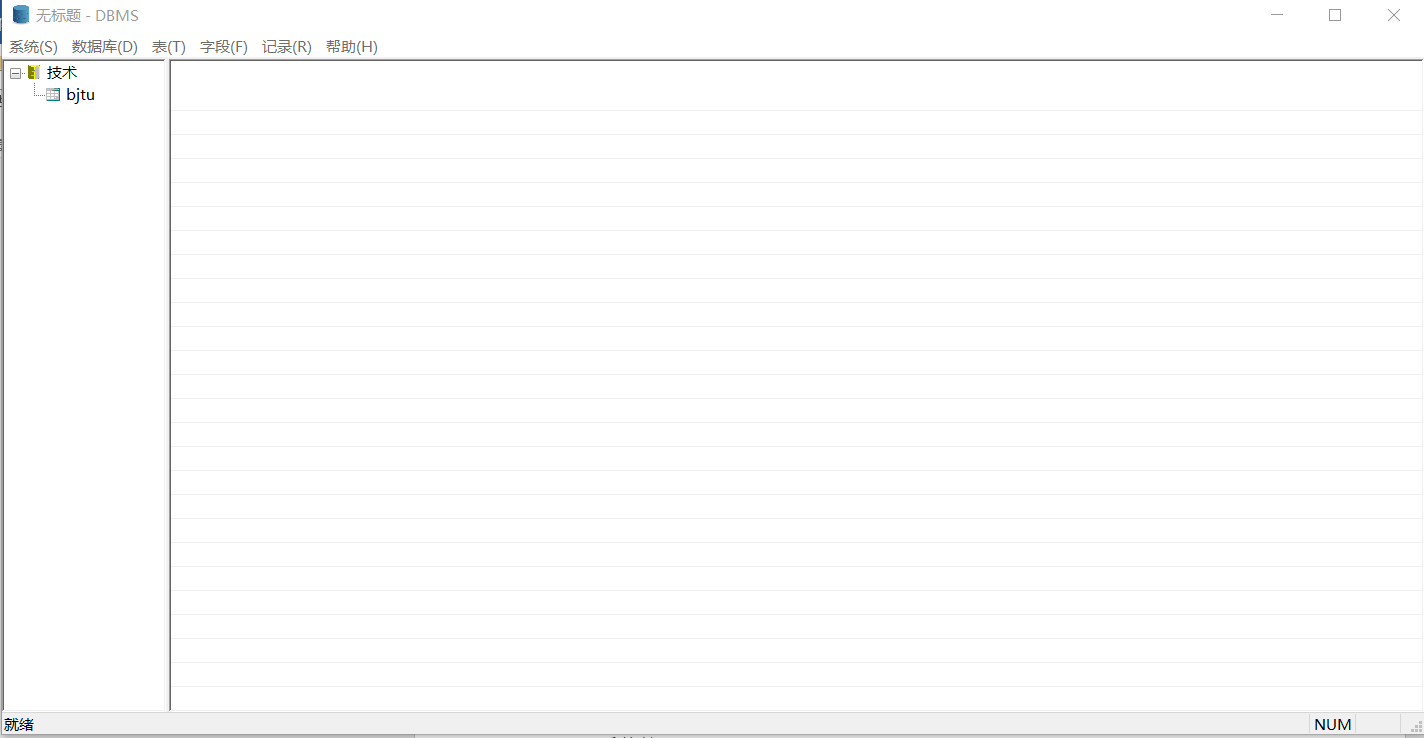 无标题 - DBMS
系统(S) 数据库(D) 表(T) 字段(F) 记录(R) 帮助(H)
技术
bjtu
就绪
NUM